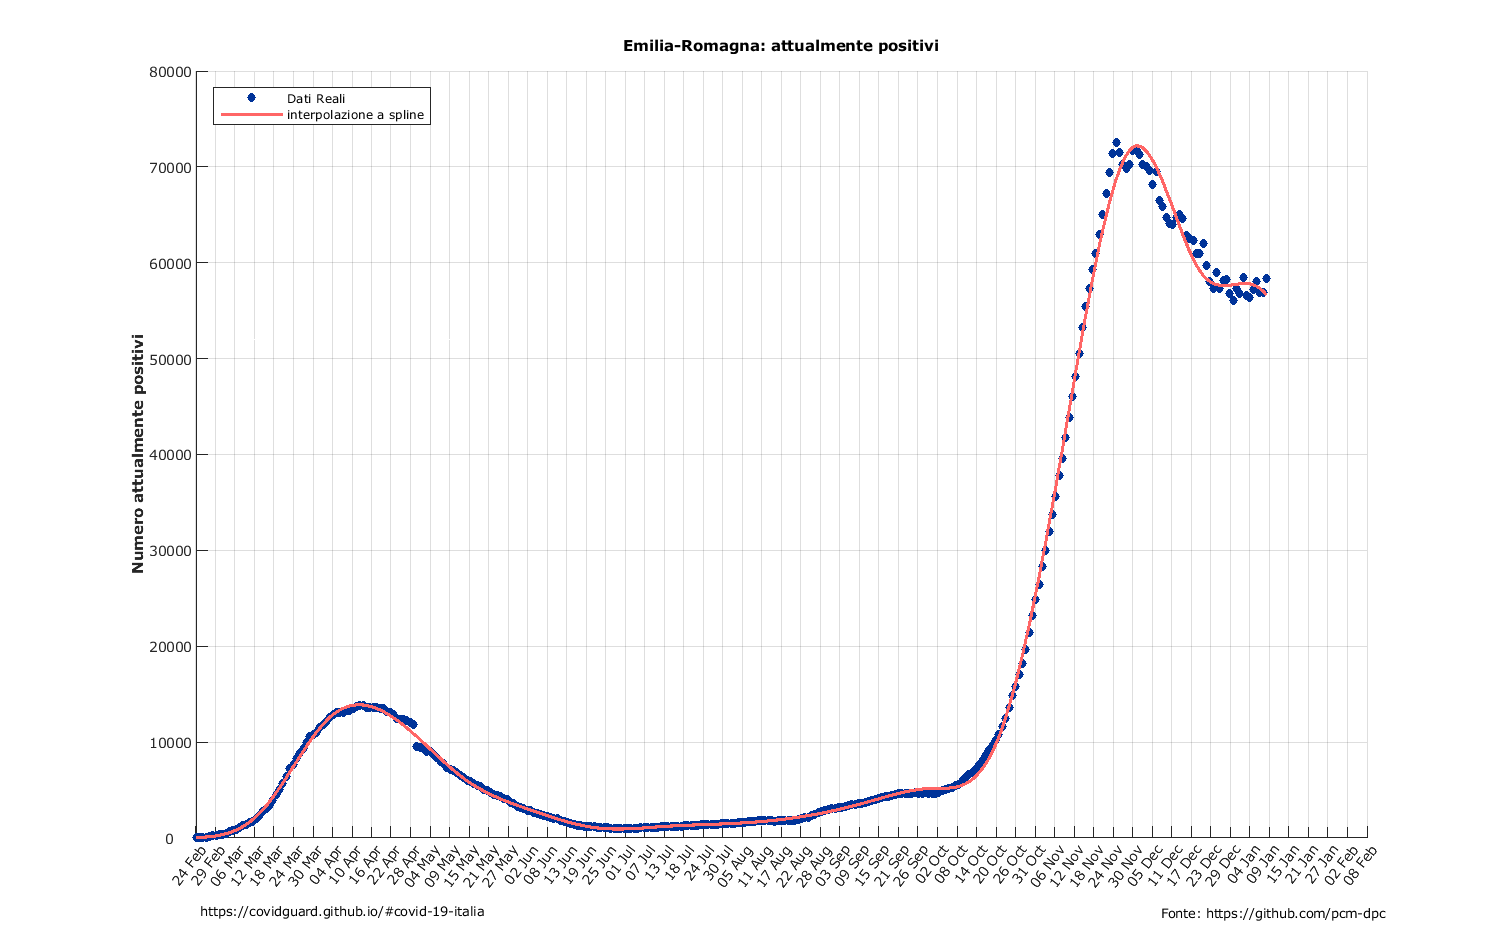 Emilia-Romagna: attualmente positivi
80000
70000
60000
50000
40000
30000
20000
10000
0
Dati Reali
interpolazione a spline
Numero attualmente positivi
24 Feb
29 Feb
06 Mar
12 Mar
18 Mar
24 Mar
30 Mar
04 Apr
10 Apr
16 Apr
22 Apr
28 Apr
04 May
09 May
15 May
21 May
27 May
02 Jun
08 Jun
13 Jun
19 Jun
25 Jun
01 Jul
07 Jul
13 Jul
18 Jul
24 Jul
30 Jul
05 Aug
11 Aug
17 Aug
22 Aug
28 Aug
03 Sep
09 Sep
15 Sep
21 Sep
26 Sep
02 Oct
08 Oct
14 Oct
20 Oct
26 Oct
31 Oct
06 Nov
12 Nov
18 Nov
24 Nov
30 Nov
05 Dec
11 Dec
17 Dec
23 Dec
29 Dec
04 Jan
09 Jan
15 Jan
21 Jan
27 Jan
02 Feb
08 Feb
https://covidguard.github.io/#covid-19-italia
Fonte: https://github.com/pcm-dpc